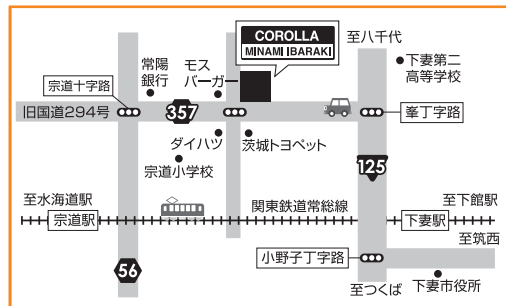 COROLLA
MINAMI IBARAKI
至八千代
下妻第二
高等学校
常陽
銀行
モス
バーガー
宗道十字路
旧国道294号
357
峯丁字路
ダイハツ
茨城トヨペット
宗道小学校
125
至水海道駅
宗道駅
関東鉄道常総線
至下館駅
下妻駅
至筑西
小野子丁字路
56
至つくば
下妻市役所